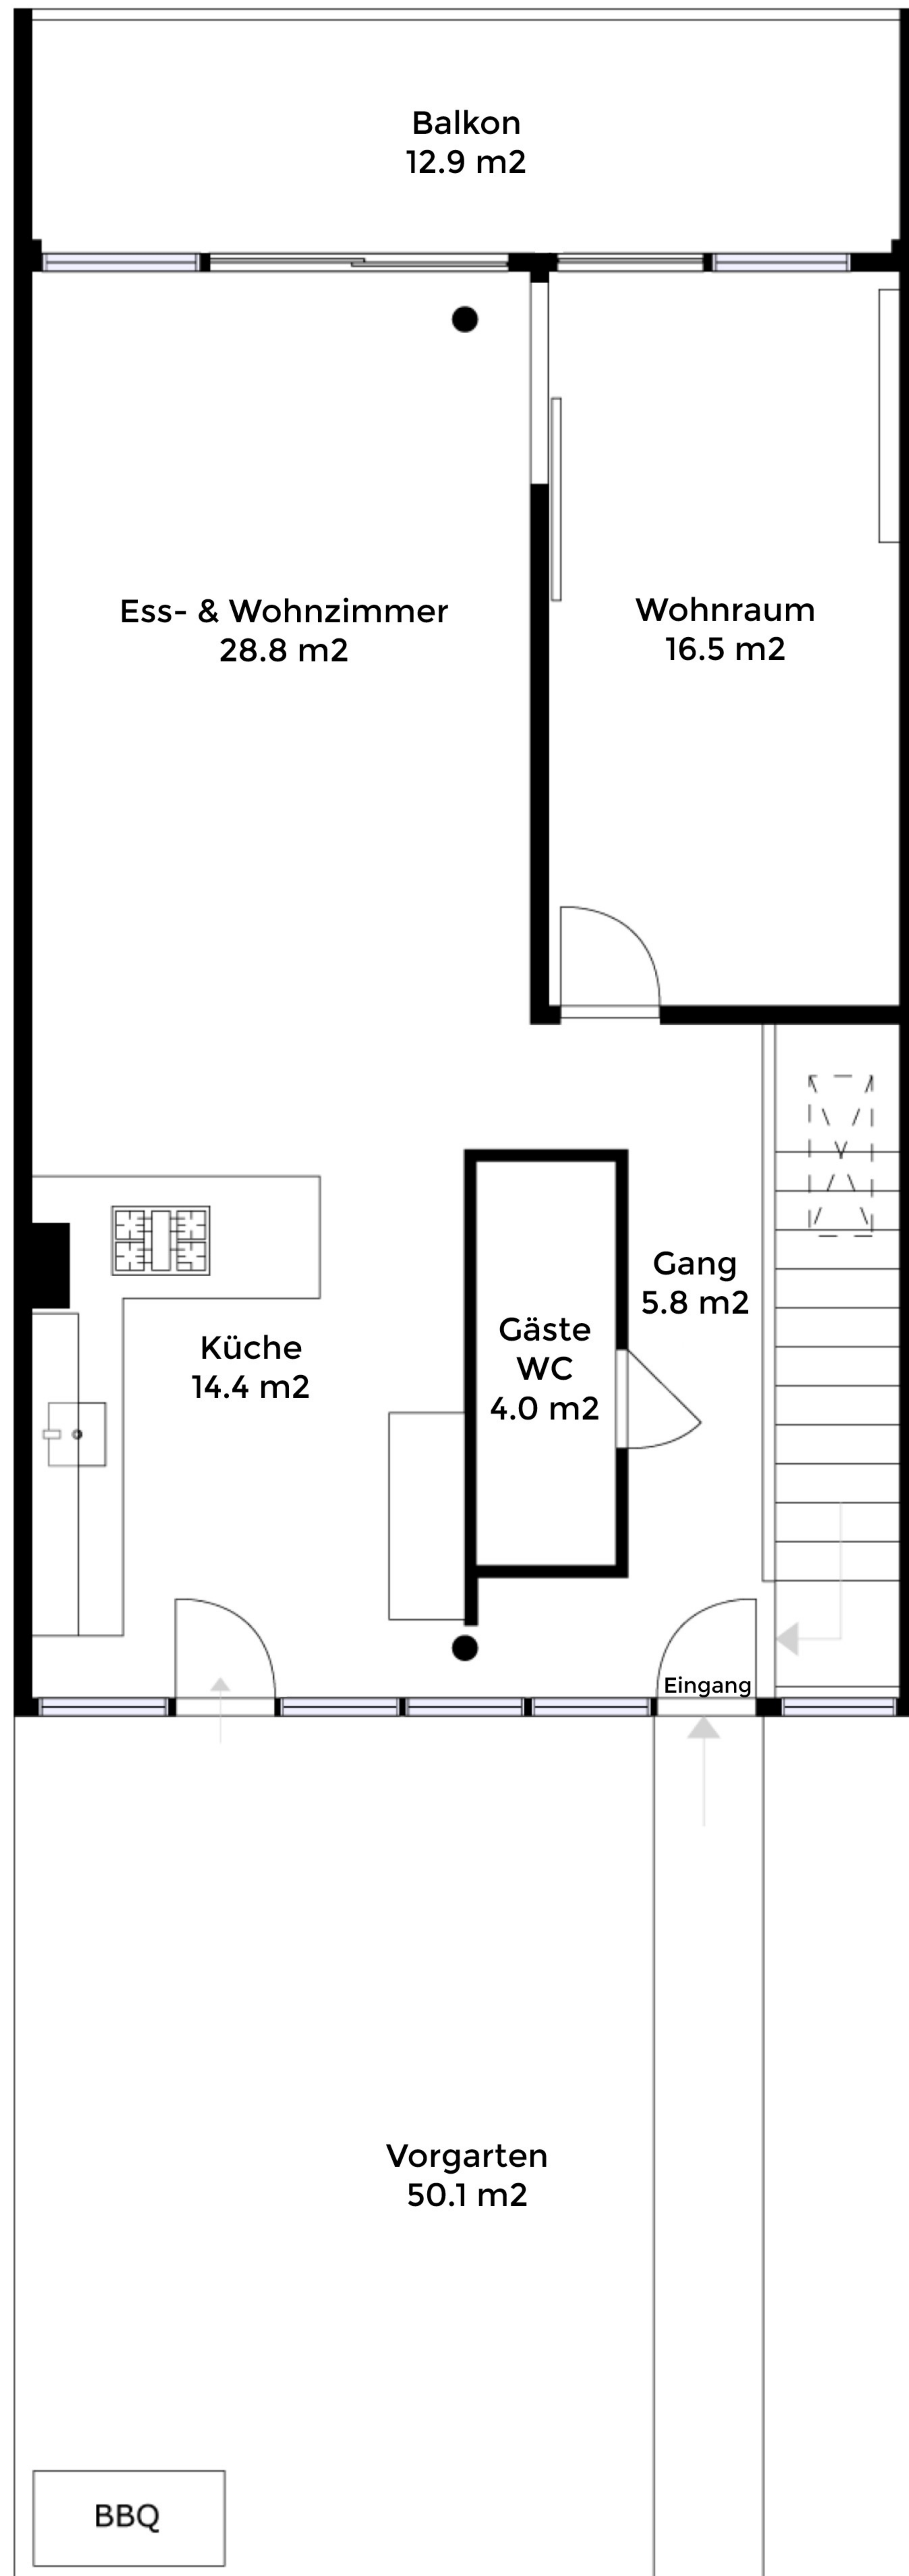 Balkon
12.9 m2
Ess- & Wohnzimmer
28.8 m2
Wohnraum
16.5 m2
Gang
5.8 m2
Gäste
WC
4.0 m2
Küche
14.4 m2
Eingang
Vorgarten
50.1 m2
BBQ